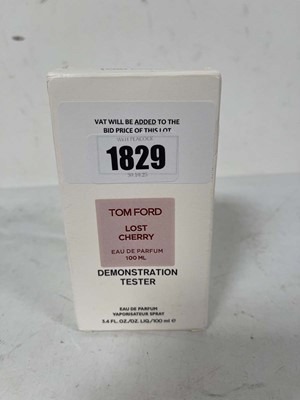 VAT WILL BE ADDED TO THE
BID PRICE OF THIS LOT
1829
TOM FORD
LOST
CHERRY
EAU DE PARFUM
100 ML
DEMONSTRATION
TESTER
EAU DE PARFUM
VAPORISATEUR SPRAY
3.4 FL. OZ./OZ. LIQ./100 ml ℮